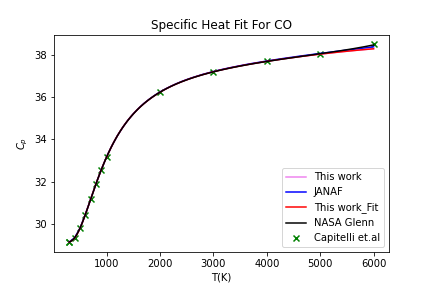 Specific Heat Fit For CO
38
36
34
32
30
C_p
1000 2000 3000 4000 5000 6000
T(K)
This work
JANAF
This work_Fit
NASA Glenn
Capitelli et.al